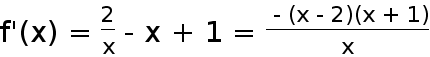 f'(x) = 2/x - x + 1 = - (x - 2)(x + 1)/x